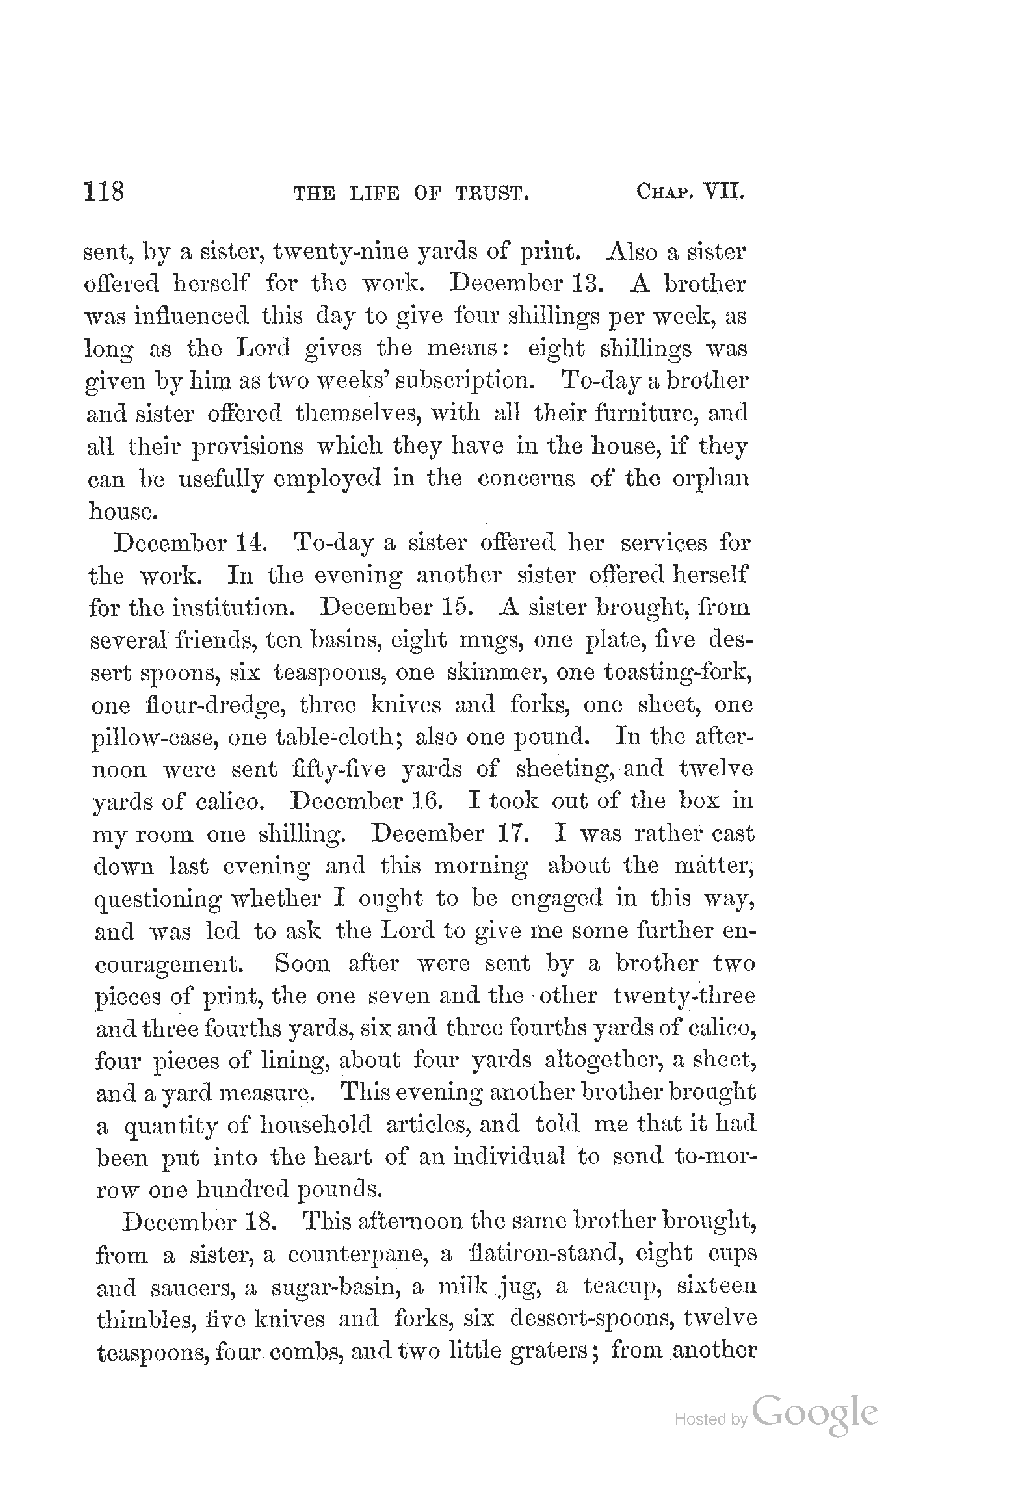 118 THE LIFE OF TRUST. CHAP. VII.
sent, by a sister, twenty-nine yards of print. Also a sister
offered herself for the work. December 13. A brother
was influenced this day to give four shillings per week, as
long as the Lord gives the means: eight shillings was
given by him as two weeks' subscription. To-day a brother
and sister offered themselves, with all their furniture, and
all their provisions which they have in the house, if they
can be usefully employed in the concerns of the orphan
house.
December 14. To-day a sister offered her services for
the work. In the evening another sister offered herself
for the institution. December 15. A sister brought, from
several friends, ten basins, eight mugs, one plate, five des-
sert spoons, six teaspoons, one skimmer, one toasting-fork,
one flour-dredge, three knives and forks, one sheet, one
pillow-case, one table-cloth; also one pound. In the after-
noon were sent fifty-five yards of sheeting, and twelve
yards of calico. December 16. I took out of the box in
my room one shilling. December 17. I was rather cast
down last evening and this morning about the matter,
questioning whether I ought to be engaged in this way,
and was led to ask the Lord to give me some further en-
couragement. Soon after were sent by a brother two
pieces of print, the one seven and the other twenty-three
and three fourths yards, six and three fourths yards of calico,
four pieces of lining, about four yards altogether, a sheet,
and a yard measure. This evening another brother brought
a quantity of household articles, and told me that it had
been put into the heart of an individual to send to-mor-
row one hundred pounds.
December 18. This afternoon the same brother brought,
from a sister, a counterpane, a flatiron-stand, eight cups
and saucers, a sugar-basin, a milk jug, a teacup, sixteen
thimbles, five knives and forks, six dessert-spoons, twelve
teaspoons, four combs, and two little graters; from another
Hosted by Google